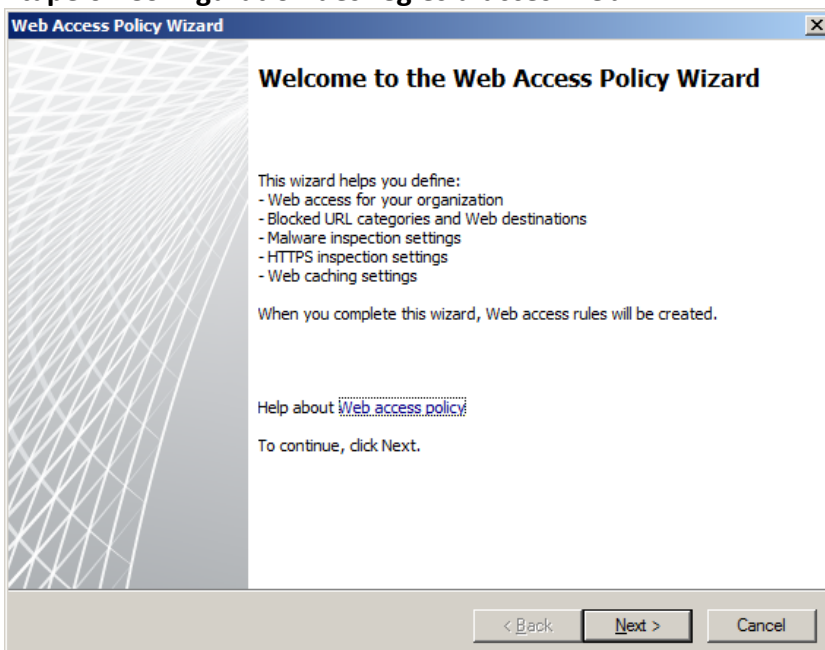 Web Access Policy Wizard
Welcome to the Web Access Policy Wizard
This wizard helps you define:
- Web access for your organization
- Blocked URL categories and Web destinations
- Malware inspection settings
- HTTPS inspection settings
- Web caching settings
When you complete this wizard, Web access rules will be created.
Help about Web access policy
To continue, click Next.
< Back
Next >
Cancel